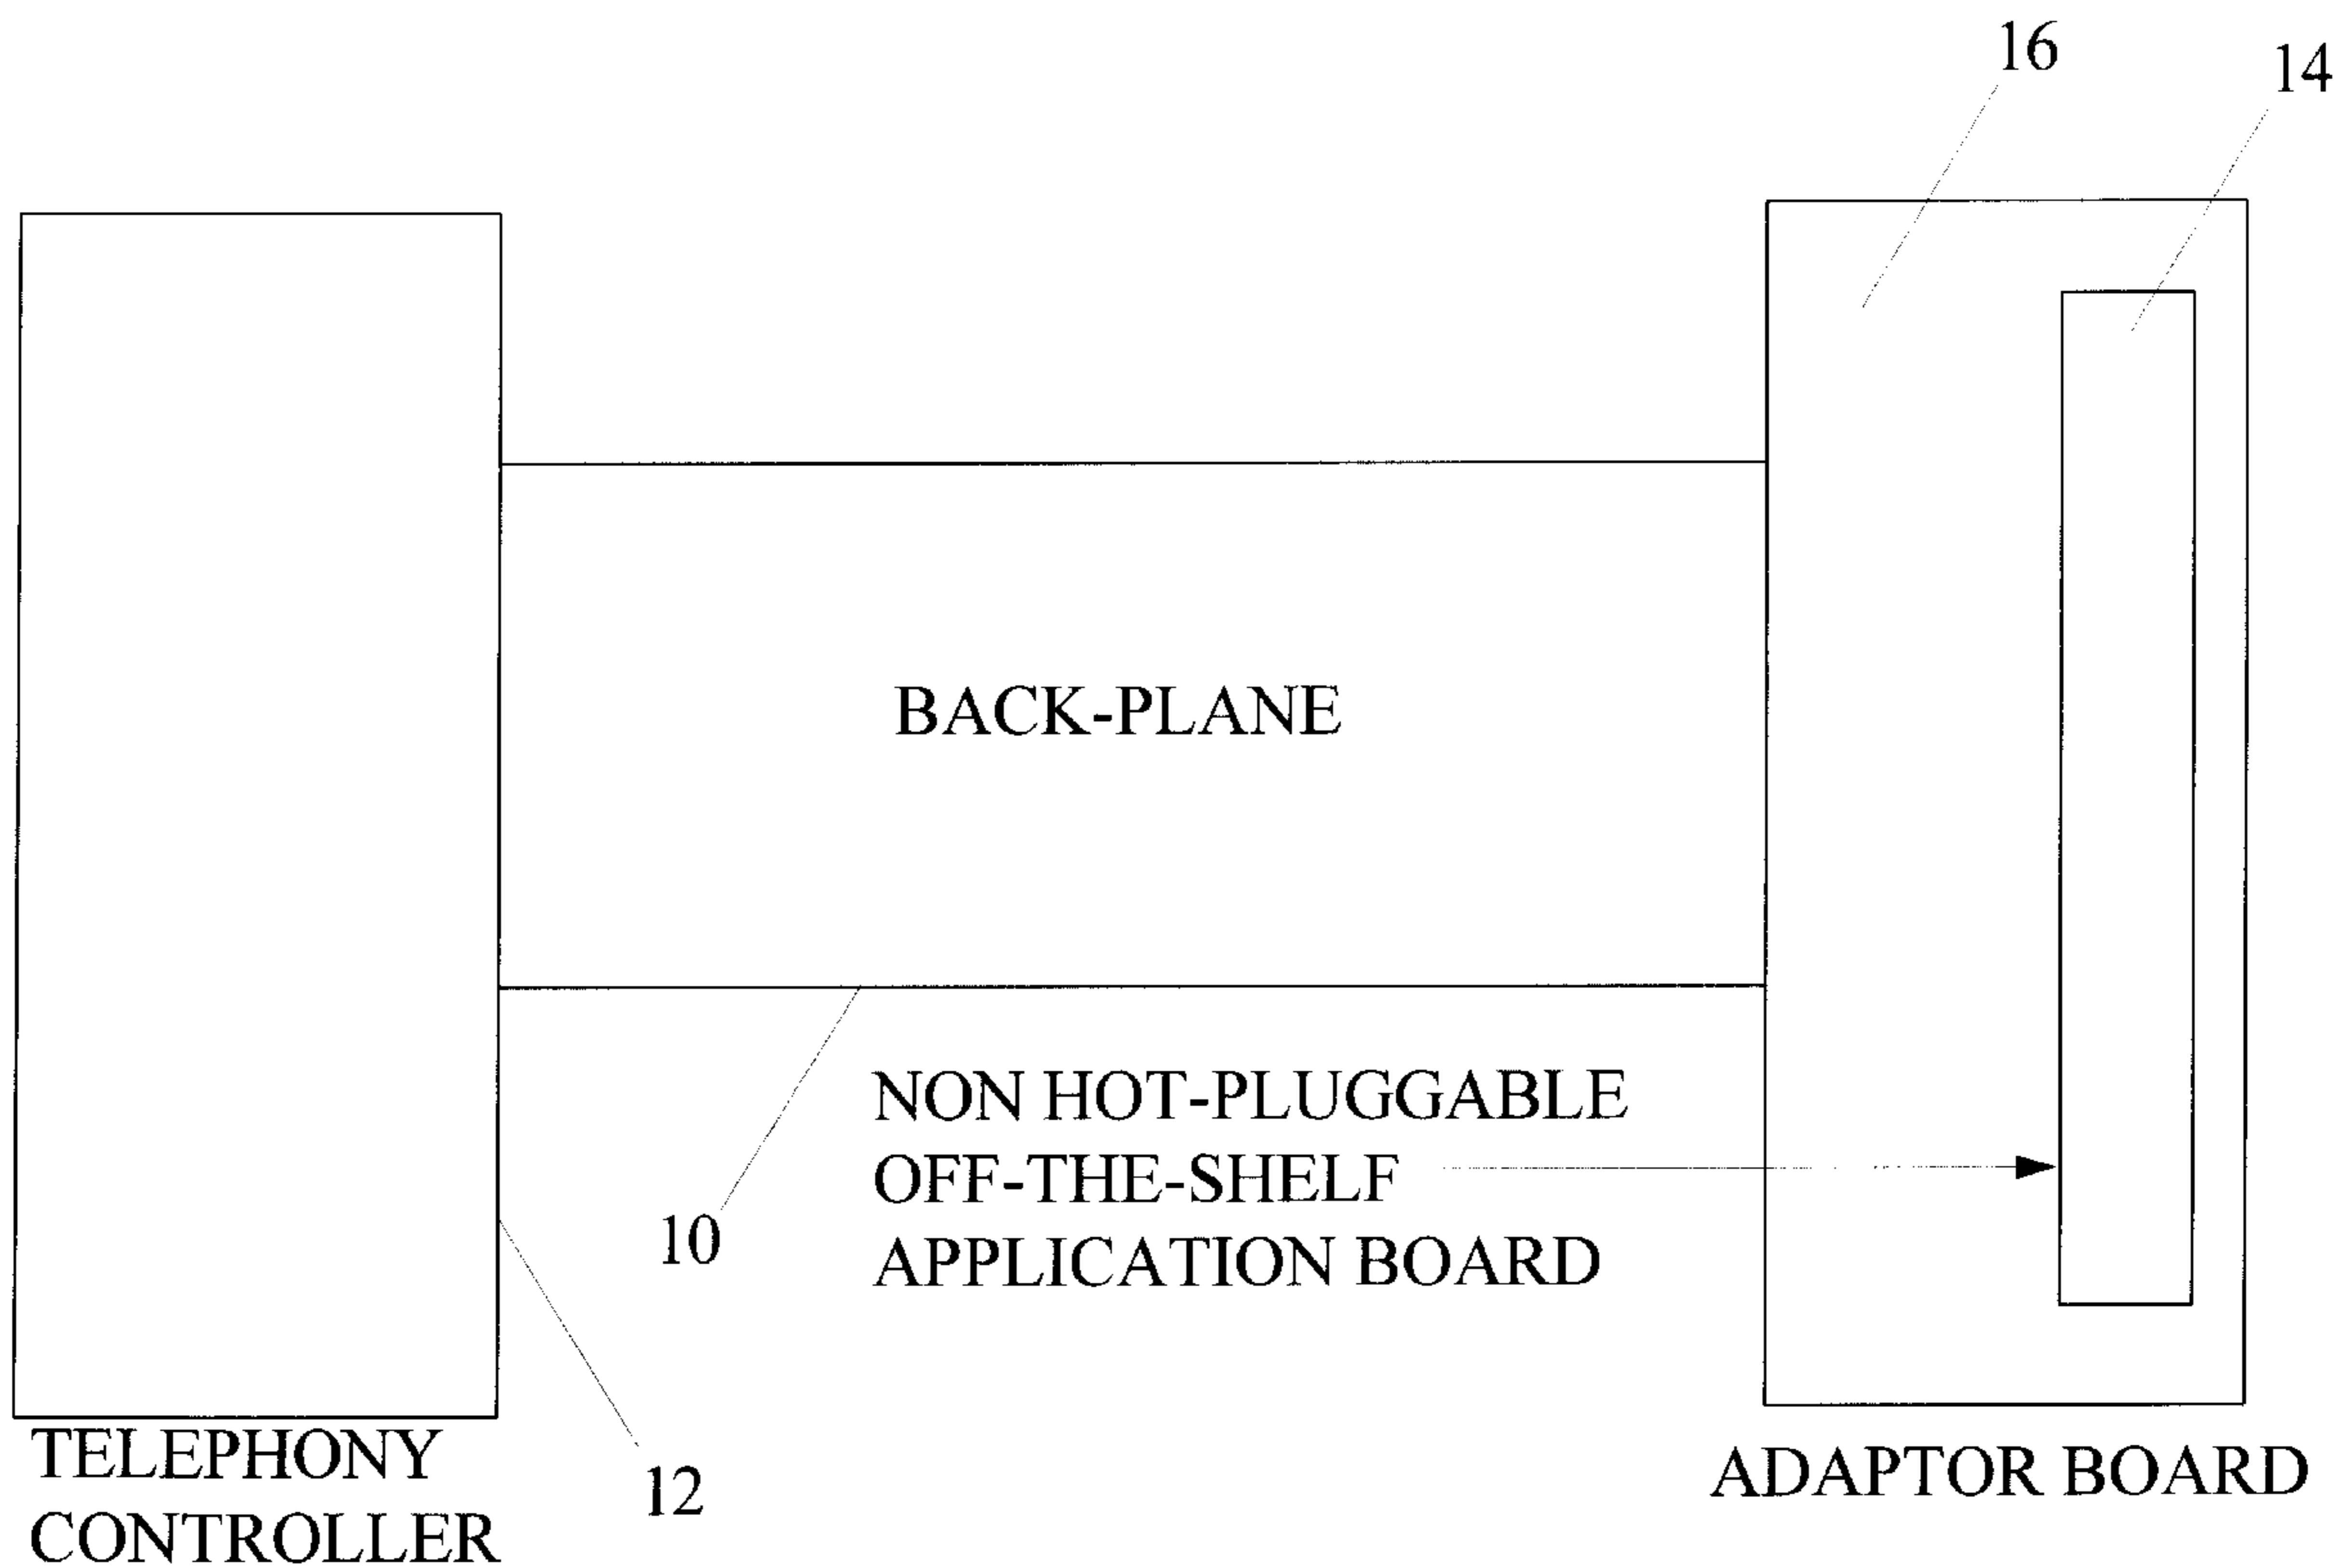 16
14
BACK-PLANE
NON HOT-PLUGGABLE
OFF-THE-SHELF
APPLICATION BOARD
10
12
TELEPHONY
CONTROLLER
ADAPTOR BOARD